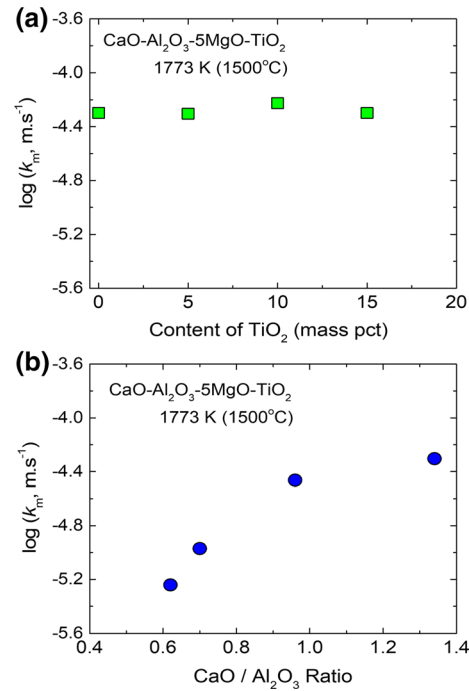 (a)
-3.6
CaO-Al₂O₃-5MgO-TiO₂
1773 K (1500°C)
-4.0
-4.4
-4.8
-5.2
-5.6
log (kₘ, m.s⁻¹)
0 5 10 15 20
Content of TiO₂ (mass pct)
(b)
-3.6
CaO-Al₂O₃-5MgO-TiO₂
1773 K (1500°C)
-4.0
-4.4
-4.8
-5.2
-5.6
log (kₘ, m.s⁻¹)
0.4 0.6 0.8 1.0 1.2 1.4
CaO / Al₂O₃ Ratio